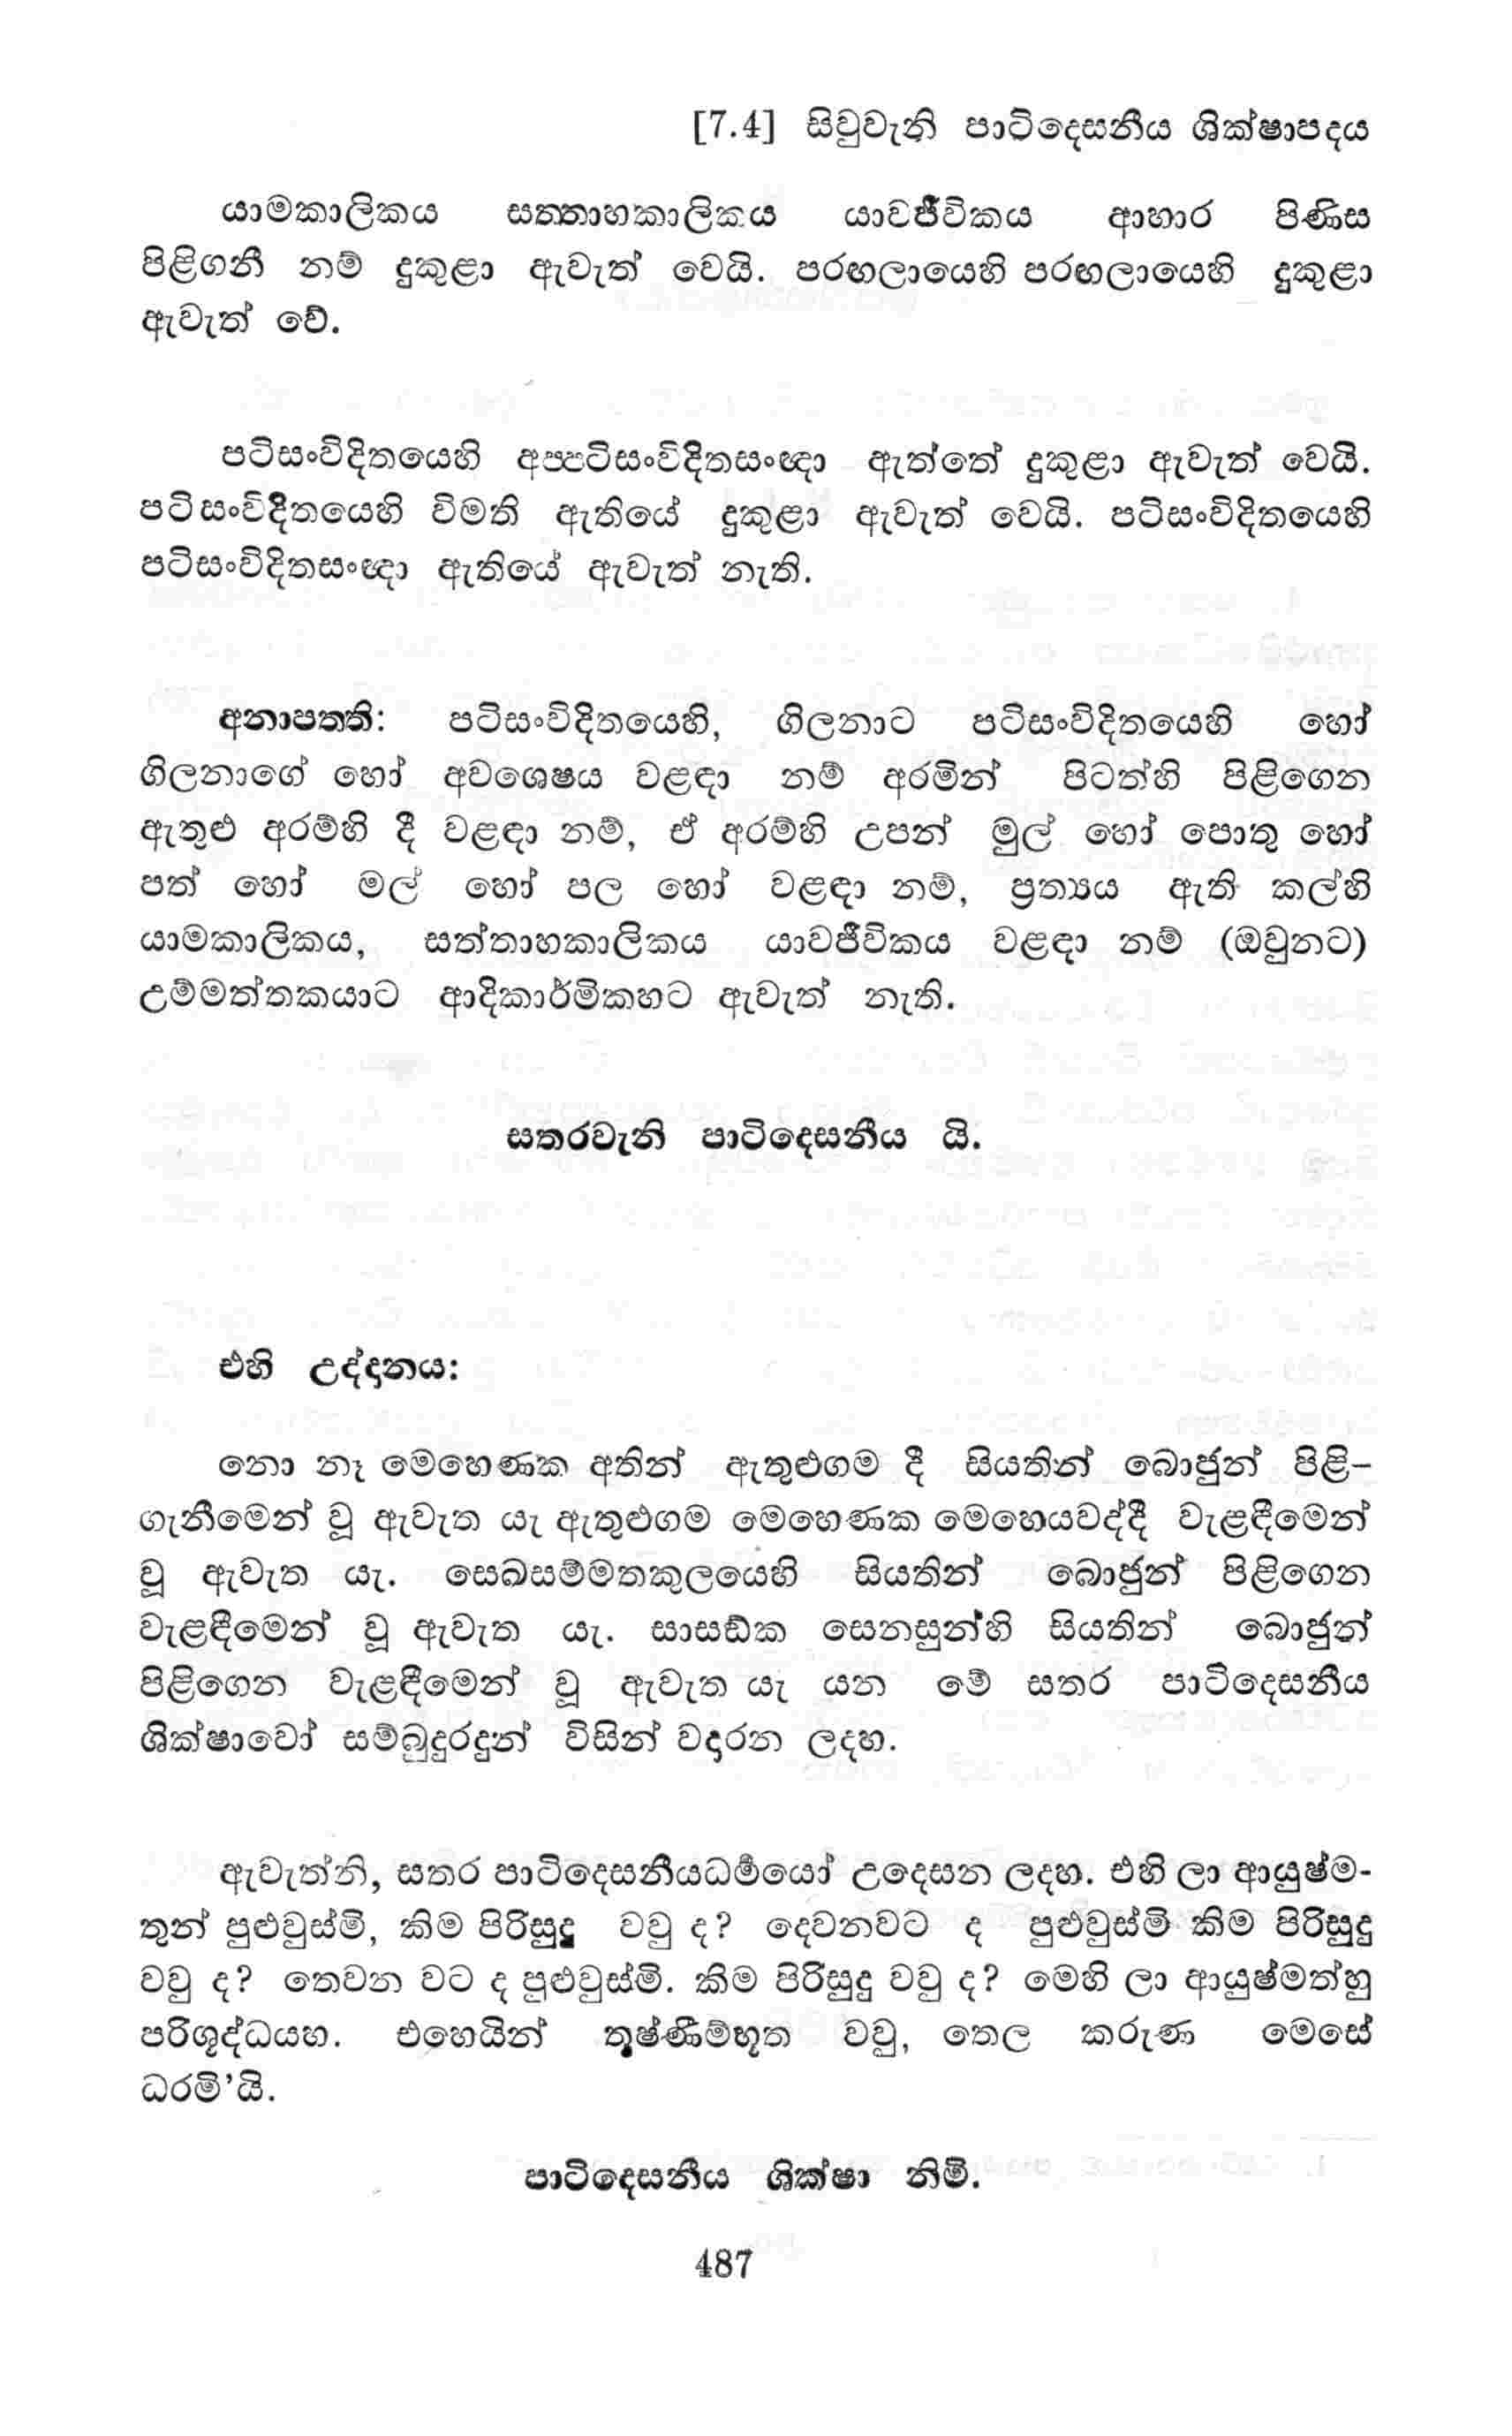 [7.4] සිවුවැනි පාටිදෙසනීය ශික්ෂාපදය
යාමකාලිකය සත්තාහකාලිකය යාවජීවිකය ආහාර පිණිස
පිළිගනී නම් දුකුළා ඇවැත් වෙයි. පරඟලායෙහි පරඟලායෙහි දුකුළා
ඇවැත් වේ.
පටිසංවිදිතයෙහි අප්පටිසංවිදිතසංඥා ඇත්තේ දුකුළා ඇවැත් වෙයි.
පටිසංවිදිතයෙහි විමති ඇතියේ දුකුළා ඇවැත් වෙයි. පටිසංවිදිතයෙහි
පටිසංවිදිතසංඥා ඇතියේ ඇවැත් නැති.
අනාපත්ති: පටිසංවිදිතයෙහි, ගිලනාට පටිසංවිදිතයෙහි හෝ
ගිලනාගේ හෝ අවශෙෂය වළඳා නම් අරමින් පිටත්හි පිළිගෙන
ඇතුළු අරම්හි දී වළඳා නම්, ඒ අරම්හි උපන් මුල් හෝ පොතු හෝ
පත් හෝ මල් හෝ පල හෝ වළඳා නම්, ප්‍රත්‍යය ඇති කල්හි
යාමකාලිකය, සත්තාහකාලිකය යාවජීවිකය වළඳා නම් (ඔවුනට)
උම්මත්තකයාට ආදිකාර්මිකහට ඇවැත් නැති.
සතරවැනි පාටිදෙසනීය යි.
එහි උද්දානය:
නො නෑ මෙහෙණක අතින් ඇතුළුගම දී සියතින් බොජුන් පිළි-
ගැනීමෙන් වූ ඇවැත යැ ඇතුළුගම මෙහෙණක මෙහෙයවද්දී වැළඳීමෙන්
වූ ඇවැත යැ. සෙඛසම්මතකුලයෙහි සියතින් බොජුන් පිළිගෙන
වැළඳීමෙන් වූ ඇවැත යැ. සාසඞ්ක සෙනසුන්හි සියතින් බොජුන්
පිළිගෙන වැළඳීමෙන් වූ ඇවැත යැ යන මේ සතර පාටිදෙසනීය
ශික්ෂාවෝ සම්බුදුරදුන් විසින් වදාරන ලදහ.
ඇවැත්නි, සතර පාටිදෙසනීයධර්‍මයෝ උදෙසන ලදහ. එහි ලා ආයුෂ්ම-
තුන් පුළුවුස්මි, කිම පිරිසුදු වවු ද? දෙවනවට ද පුළුවුස්මි කිම පිරිසුදු
වවු ද? තෙවන වට ද පුළුවුස්මි. කිම පිරිසුදු වවු ද? මෙහි ලා ආයුෂ්මත්හු
පරිශුද්ධයහ. එහෙයින් තූෂ්ණීම්භූත වවු, තෙල කරුණ මෙසේ
ධරමි’යි.
පාටිදෙසනීය ශික්ෂා නිමි.
487